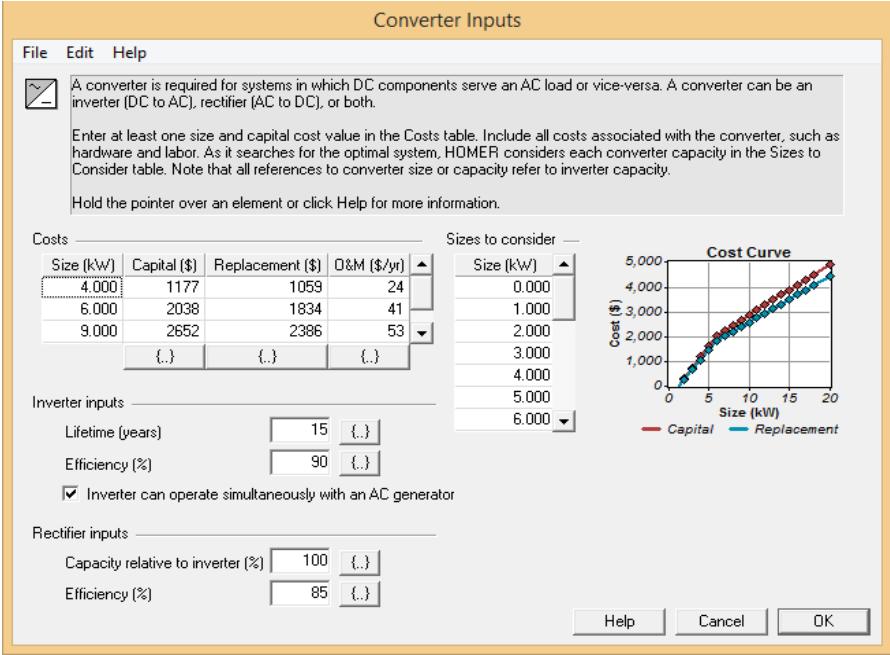 Converter Inputs
File Edit Help
A converter is required for systems in which DC components serve an AC load or vice-versa. A converter can be an
inverter (DC to AC), rectifier (AC to DC), or both.
Enter at least one size and capital cost value in the Costs table. Include all costs associated with the converter, such as
hardware and labor. As it searches for the optimal system, HOMER considers each converter capacity in the Sizes to
Consider table. Note that all references to converter size or capacity refer to inverter capacity.
Hold the pointer over an element or click Help for more information.
Costs
Size (kW) Capital ($) Replacement ($) O&M ($/yr)
4.000 1177 1059 24
6.000 2038 1834 41
9.000 2652 2386 53
{..} {..} {..}
Sizes to consider
Size (kW)
0.000
1.000
2.000
3.000
4.000
5.000
6.000
Cost Curve
5,000
4,000
3,000
2,000
1,000
0
Cost ($)
0 5 10 15 20
Size (kW)
Capital Replacement
Inverter inputs
Lifetime (years) 15 {..}
Efficiency (%) 90 {..}
Inverter can operate simultaneously with an AC generator
Rectifier inputs
Capacity relative to inverter (%) 100 {..}
Efficiency (%) 85 {..}
Help Cancel OK